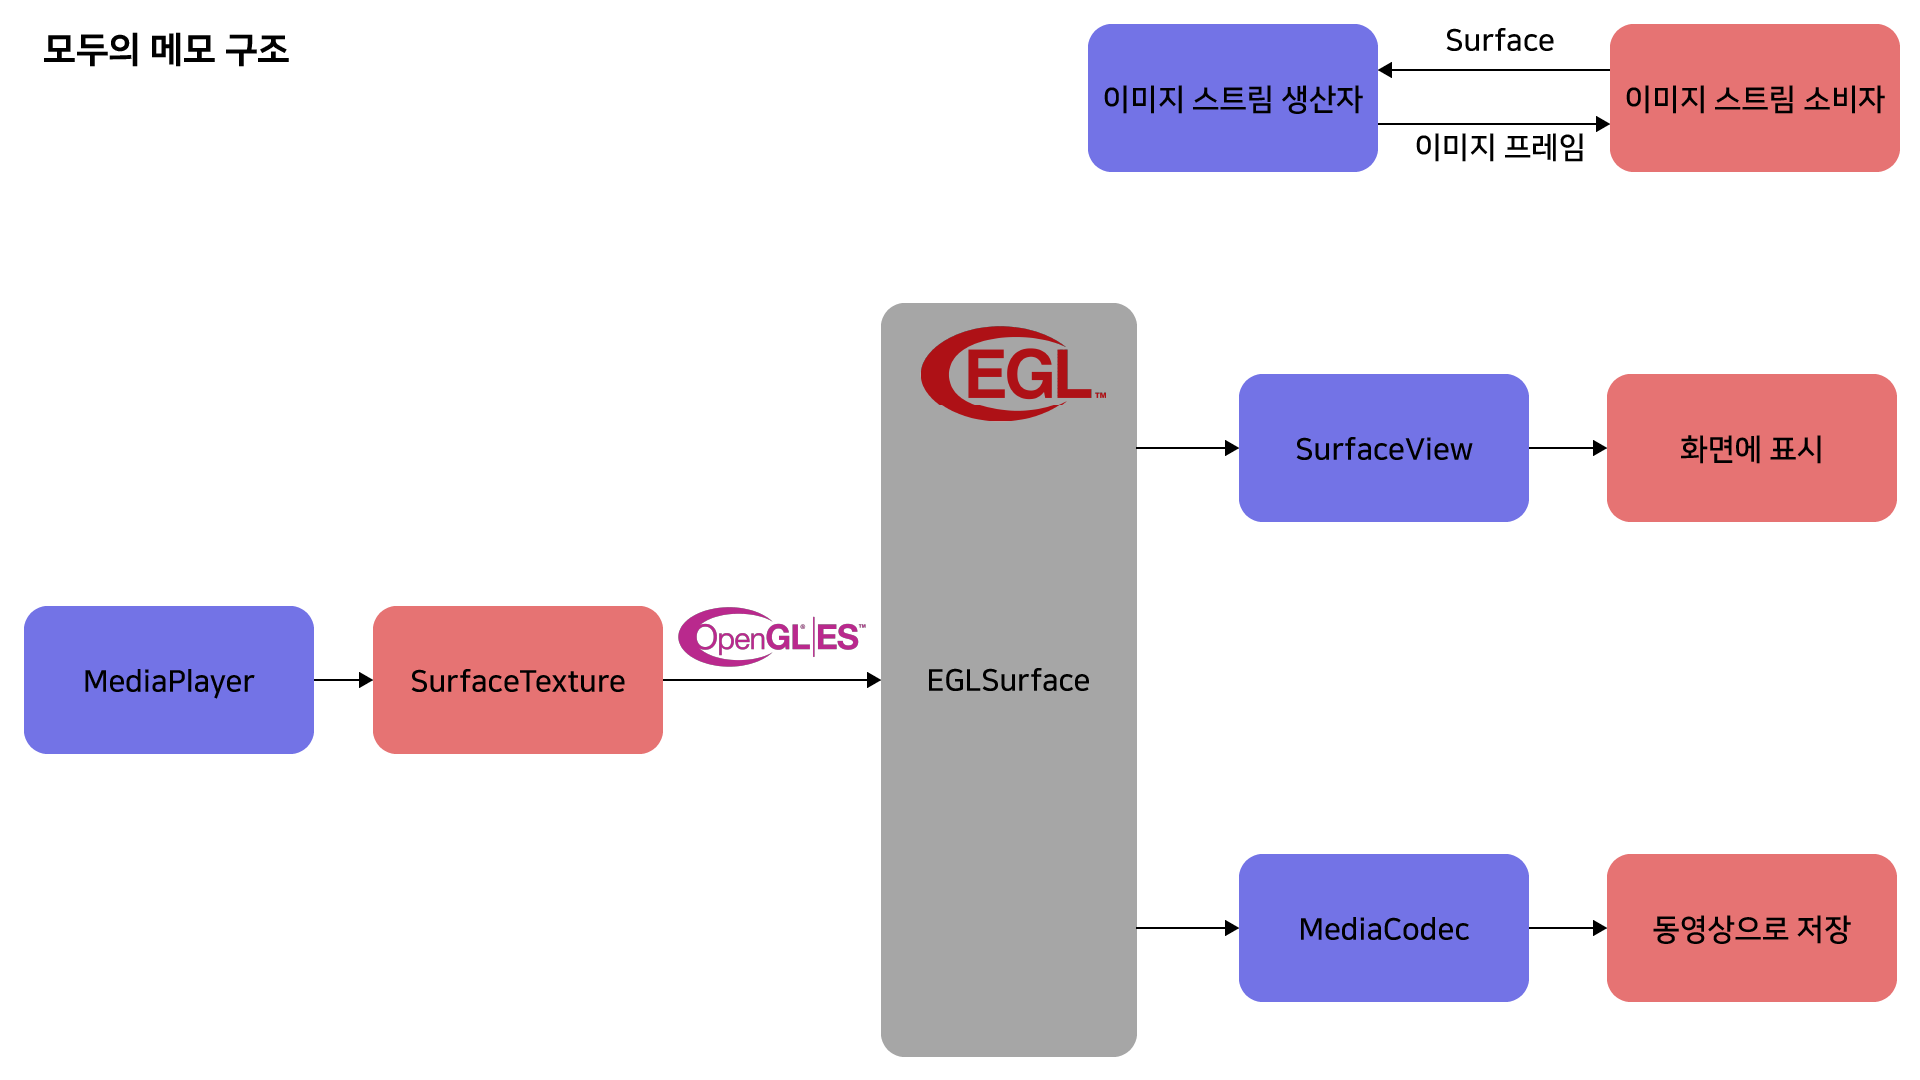 모두의 메모 구조
Surface
이미지 스트림 생산자
이미지 스트림 소비자
이미지 프레임
EGL™
SurfaceView
화면에 표시
OpenGL®|ES™
MediaPlayer
SurfaceTexture
EGLSurface
MediaCodec
동영상으로 저장